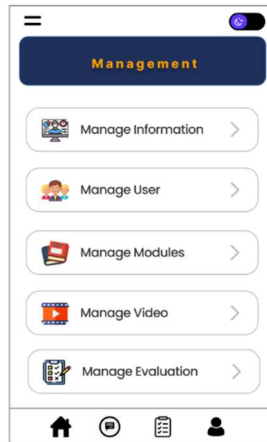 Management
Manage Information
Manage User
Manage Modules
Manage Video
Manage Evaluation